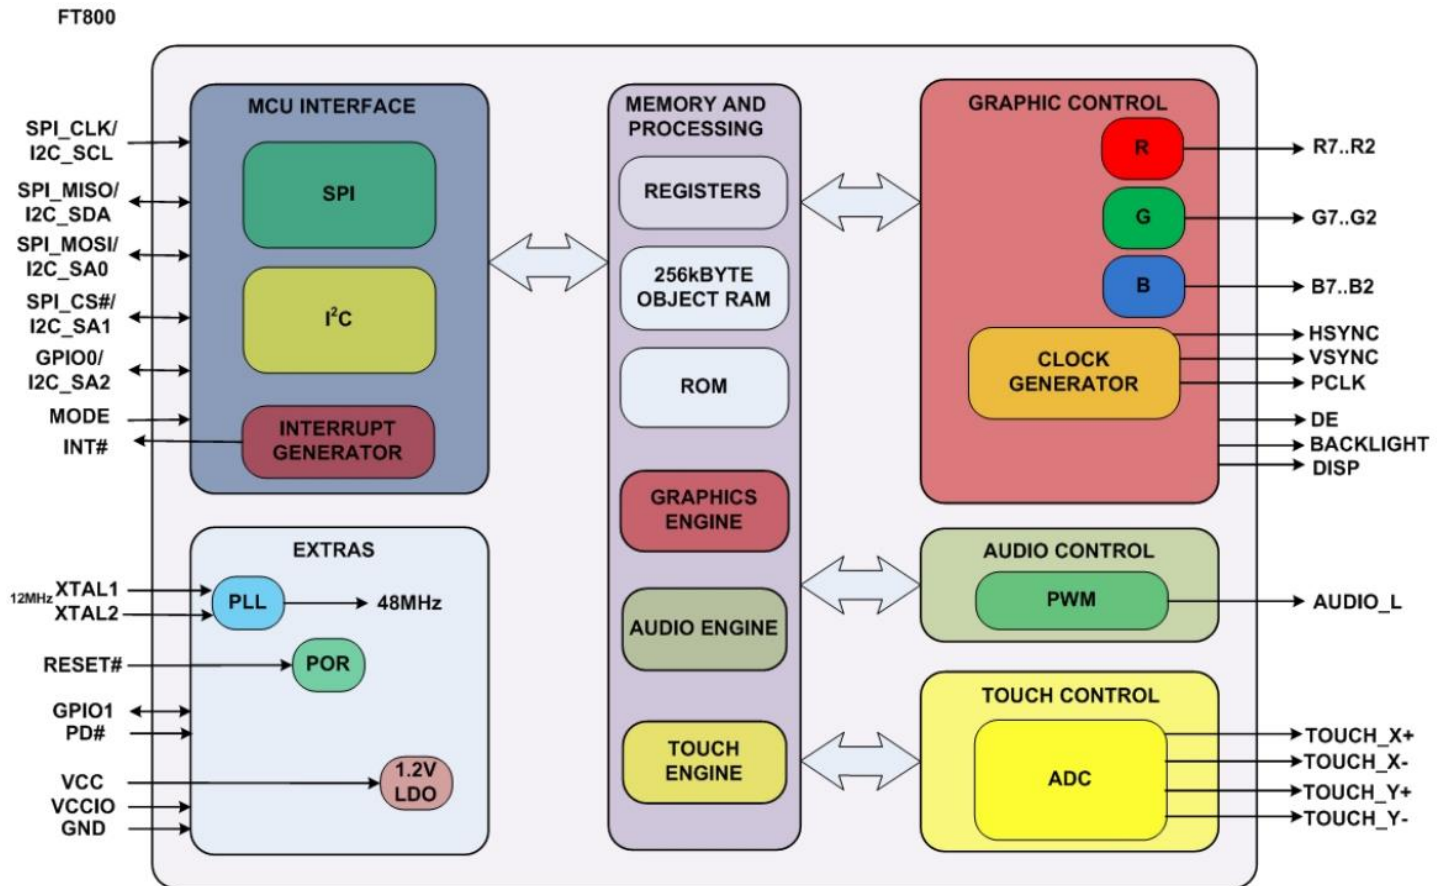 FT800
MCU INTERFACE
SPI_CLK/
I2C_SCL
SPI_MISO/
I2C_SDA
SPI_MOSI/
I2C_SA0
SPI_CS#/
I2C_SA1
GPIO0/
I2C_SA2
MODE
INT#
SPI
I²C
INTERRUPT
GENERATOR
EXTRAS
12MHz XTAL1
XTAL2
PLL
48MHz
RESET#
POR
GPIO1
PD#
VCC
VCCIO
GND
1.2V
LDO
MEMORY AND
PROCESSING
REGISTERS
256kBYTE
OBJECT RAM
ROM
GRAPHICS
ENGINE
AUDIO ENGINE
TOUCH
ENGINE
GRAPHIC CONTROL
R
R7..R2
G
G7..G2
B
B7..B2
CLOCK
GENERATOR
HSYNC
VSYNC
PCLK
DE
BACKLIGHT
DISP
AUDIO CONTROL
PWM
AUDIO_L
TOUCH CONTROL
ADC
TOUCH_X+
TOUCH_X-
TOUCH_Y+
TOUCH_Y-